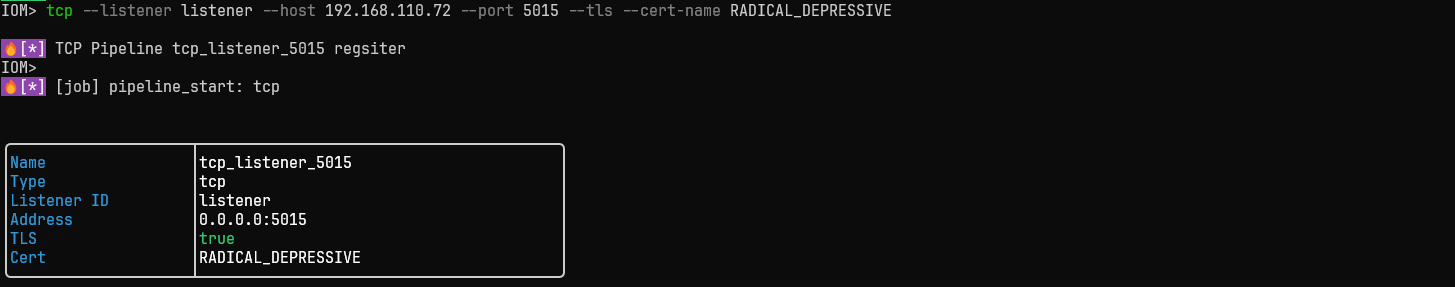 IOM> tcp --listener listener --host 192.168.110.72 --port 5015 --tls --cert-name RADICAL_DEPRESSIVE
🔥[*] TCP Pipeline tcp_listener_5015 regsiter
IOM>
🔥[*] [job] pipeline_start: tcp
Name tcp_listener_5015
Type tcp
Listener ID listener
Address 0.0.0.0:5015
TLS true
Cert RADICAL_DEPRESSIVE